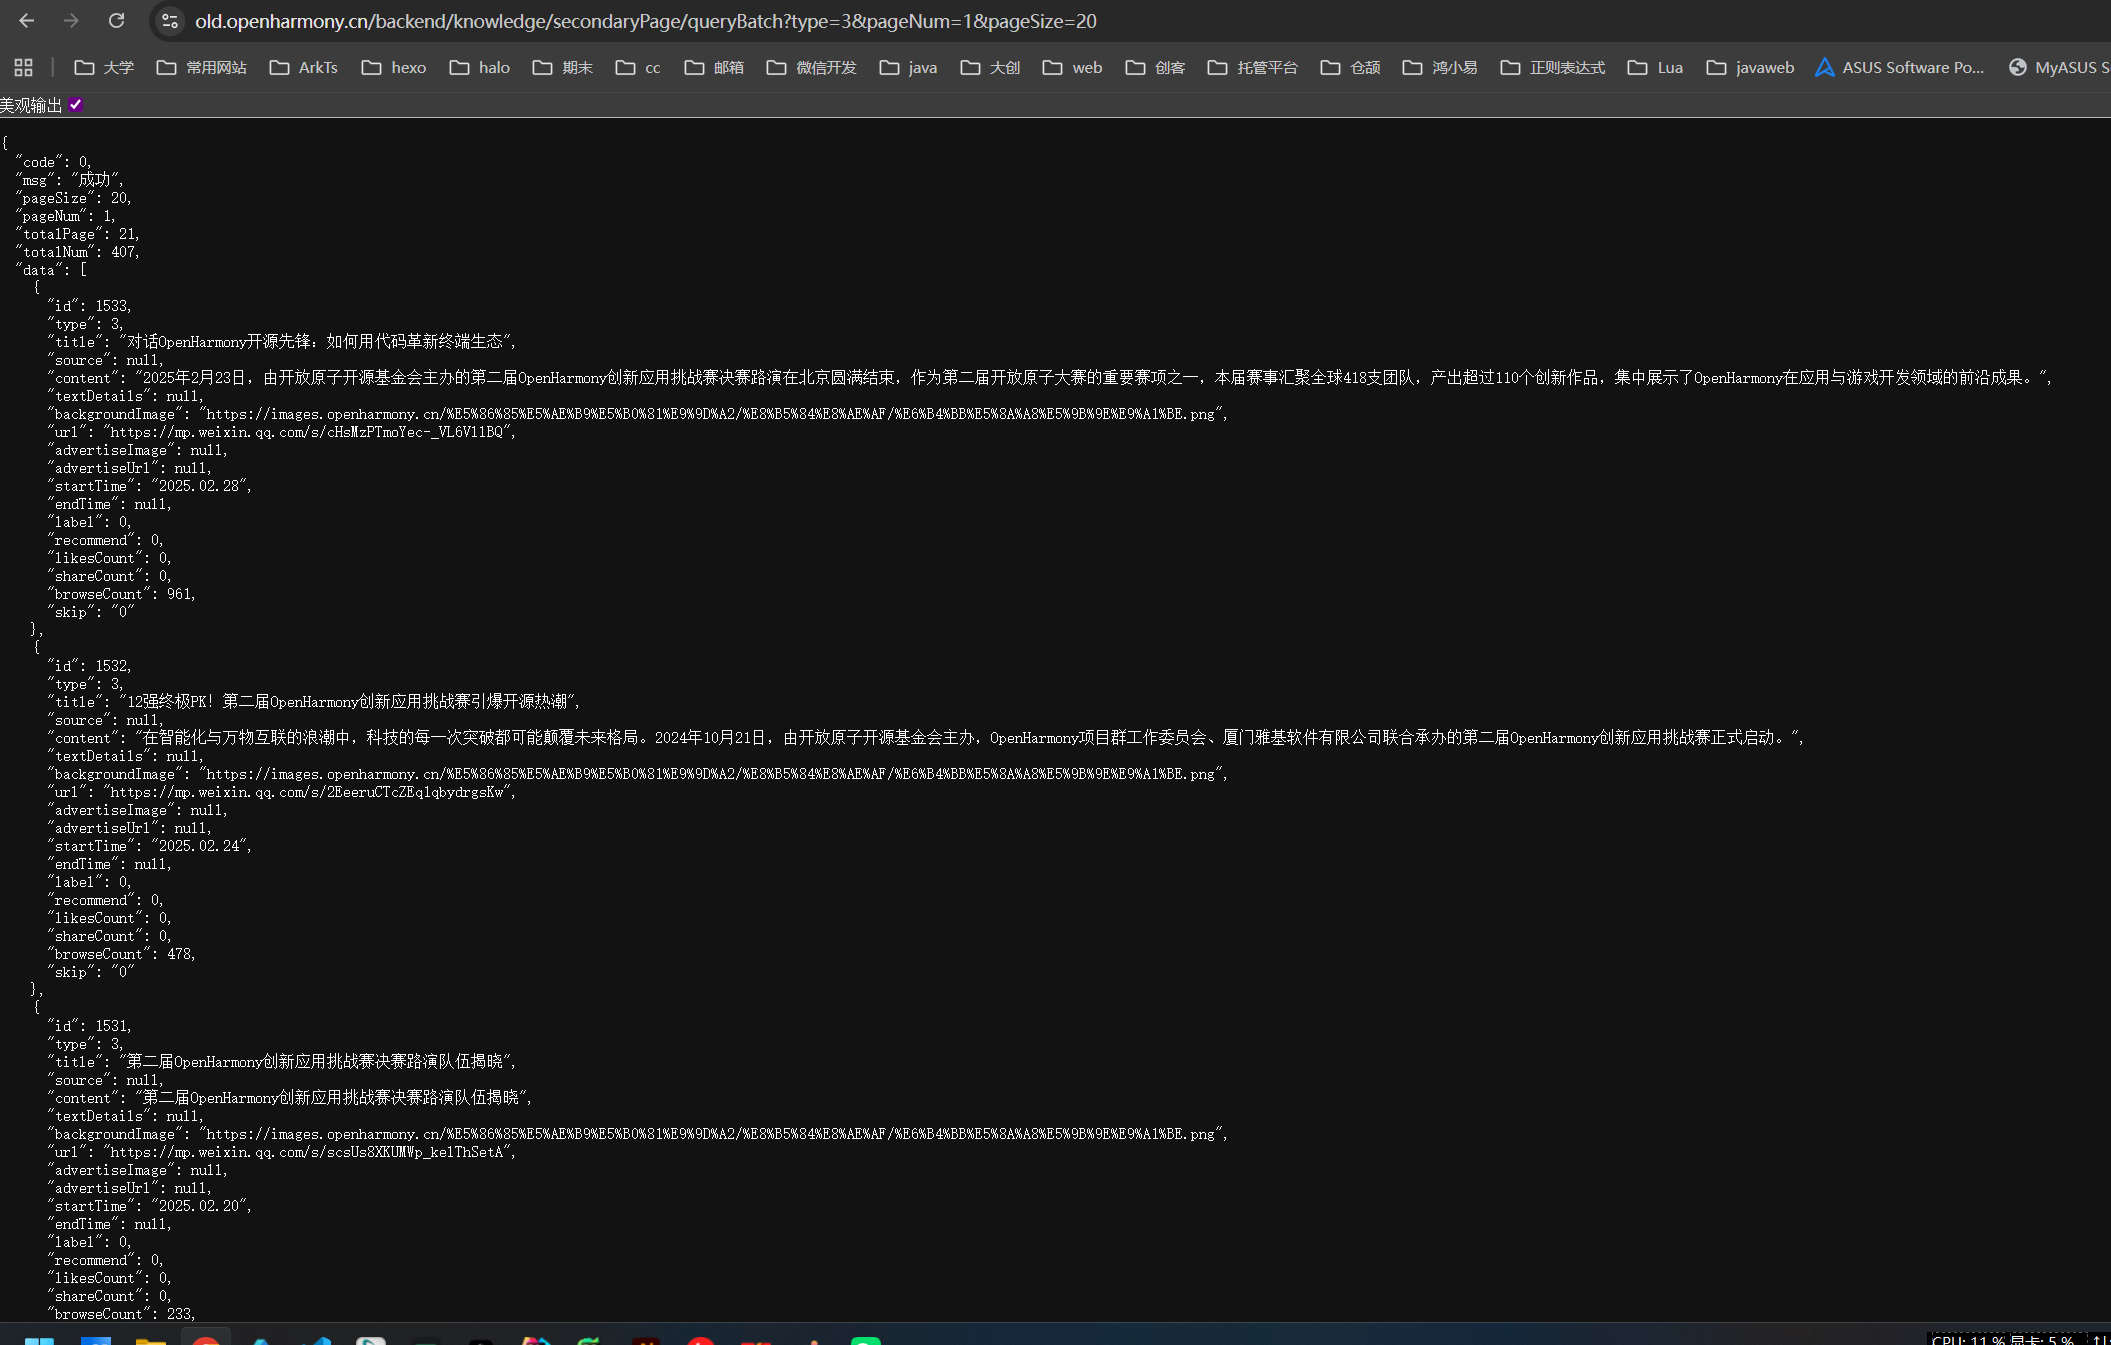 old.openharmony.cn/backend/knowledge/secondaryPage/queryBatch?type=3&pageNum=1&pageSize=20
大学 常用网站 ArkTs hexo halo 期末 cc 邮箱 微信开发 java 大创 web 创客 托管平台 仓颉 鸿小易 正则表达式 Lua javaweb ASUS Software Po... MyASUS S
美观输出
{
"code": 0,
"msg": "成功",
"pageSize": 20,
"pageNum": 1,
"totalPage": 21,
"totalNum": 407,
"data": [
{
"id": 1533,
"type": 3,
"title": "对话OpenHarmony开源先锋：如何用代码革新终端生态",
"source": null,
"content": "2025年2月23日，由开放原子开源基金会主办的第二届OpenHarmony创新应用挑战赛决赛路演在北京圆满结束，作为第二届开放原子大赛的重要赛项之一，本届赛事汇聚全球418支团队，产出超过110个创新作品，集中展示了OpenHarmony在应用与游戏开发领域的前沿成果。",
"textDetails": null,
"backgroundImage": "https://images.openharmony.cn/%E5%86%85%E5%AE%B9%E5%B0%81%E9%9D%A2/%E8%B5%84%E8%AE%AF/%E6%B4%BB%E5%8A%A8%E5%9B%9E%E9%A1%BE.png",
"url": "https://mp.weixin.qq.com/s/cHsMzPTmoYec-_VL6V11BQ",
"advertiseImage": null,
"advertiseUrl": null,
"startTime": "2025.02.28",
"endTime": null,
"label": 0,
"recommend": 0,
"likesCount": 0,
"shareCount": 0,
"browseCount": 961,
"skip": "0"
},
{
"id": 1532,
"type": 3,
"title": "12强终极PK！第二届OpenHarmony创新应用挑战赛引爆开源热潮",
"source": null,
"content": "在智能化与万物互联的浪潮中，科技的每一次突破都可能颠覆未来格局。2024年10月21日，由开放原子开源基金会主办，OpenHarmony项目群工作委员会、厦门雅基软件有限公司联合承办的第二届OpenHarmony创新应用挑战赛正式启动。",
"textDetails": null,
"backgroundImage": "https://images.openharmony.cn/%E5%86%85%E5%AE%B9%E5%B0%81%E9%9D%A2/%E8%B5%84%E8%AE%AF/%E6%B4%BB%E5%8A%A8%E5%9B%9E%E9%A1%BE.png",
"url": "https://mp.weixin.qq.com/s/2EeeruCTcZEq1qbydrgsKw",
"advertiseImage": null,
"advertiseUrl": null,
"startTime": "2025.02.24",
"endTime": null,
"label": 0,
"recommend": 0,
"likesCount": 0,
"shareCount": 0,
"browseCount": 478,
"skip": "0"
},
{
"id": 1531,
"type": 3,
"title": "第二届OpenHarmony创新应用挑战赛决赛路演队伍揭晓",
"source": null,
"content": "第二届OpenHarmony创新应用挑战赛决赛路演队伍揭晓",
"textDetails": null,
"backgroundImage": "https://images.openharmony.cn/%E5%86%85%E5%AE%B9%E5%B0%81%E9%9D%A2/%E8%B5%84%E8%AE%AF/%E6%B4%BB%E5%8A%A8%E5%9B%9E%E9%A1%BE.png",
"url": "https://mp.weixin.qq.com/s/scsUs8XKUMWp_kelThSetA",
"advertiseImage": null,
"advertiseUrl": null,
"startTime": "2025.02.20",
"endTime": null,
"label": 0,
"recommend": 0,
"likesCount": 0,
"shareCount": 0,
"browseCount": 233,
CPU: 11 % 显卡: 5 %